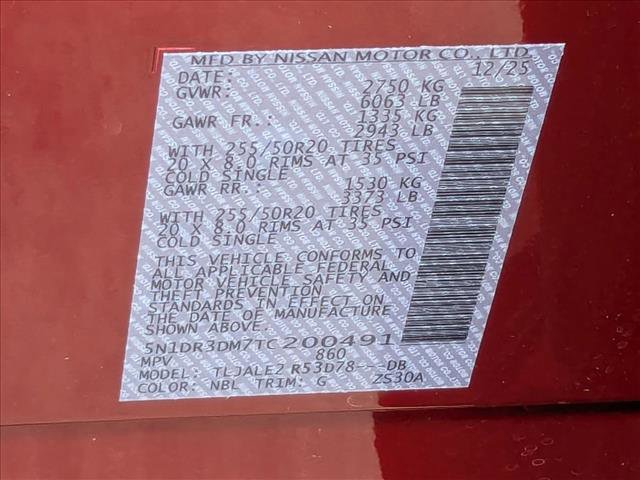 MFD BY NISSAN MOTOR CO., LTD.
DATE: 12/25
GVWR: 2750 KG
6063 LB
GAWR FR.: 1335 KG
2943 LB
WITH 255/50R20 TIRES
20 X 8.0 RIMS AT 35 PSI
COLD SINGLE
GAWR RR.: 1530 KG
3373 LB
WITH 255/50R20 TIRES
20 X 8.0 RIMS AT 35 PSI
COLD SINGLE
THIS VEHICLE CONFORMS TO
ALL APPLICABLE FEDERAL
MOTOR VEHICLE SAFETY AND
THEFT PREVENTION
STANDARDS IN EFFECT ON
THE DATE OF MANUFACTURE
SHOWN ABOVE.
5N1DR3DM7TC200491
MPV 860
MODEL: TLJALE2 R53D78---DB
COLOR: NBL TRIM: G ZS30A